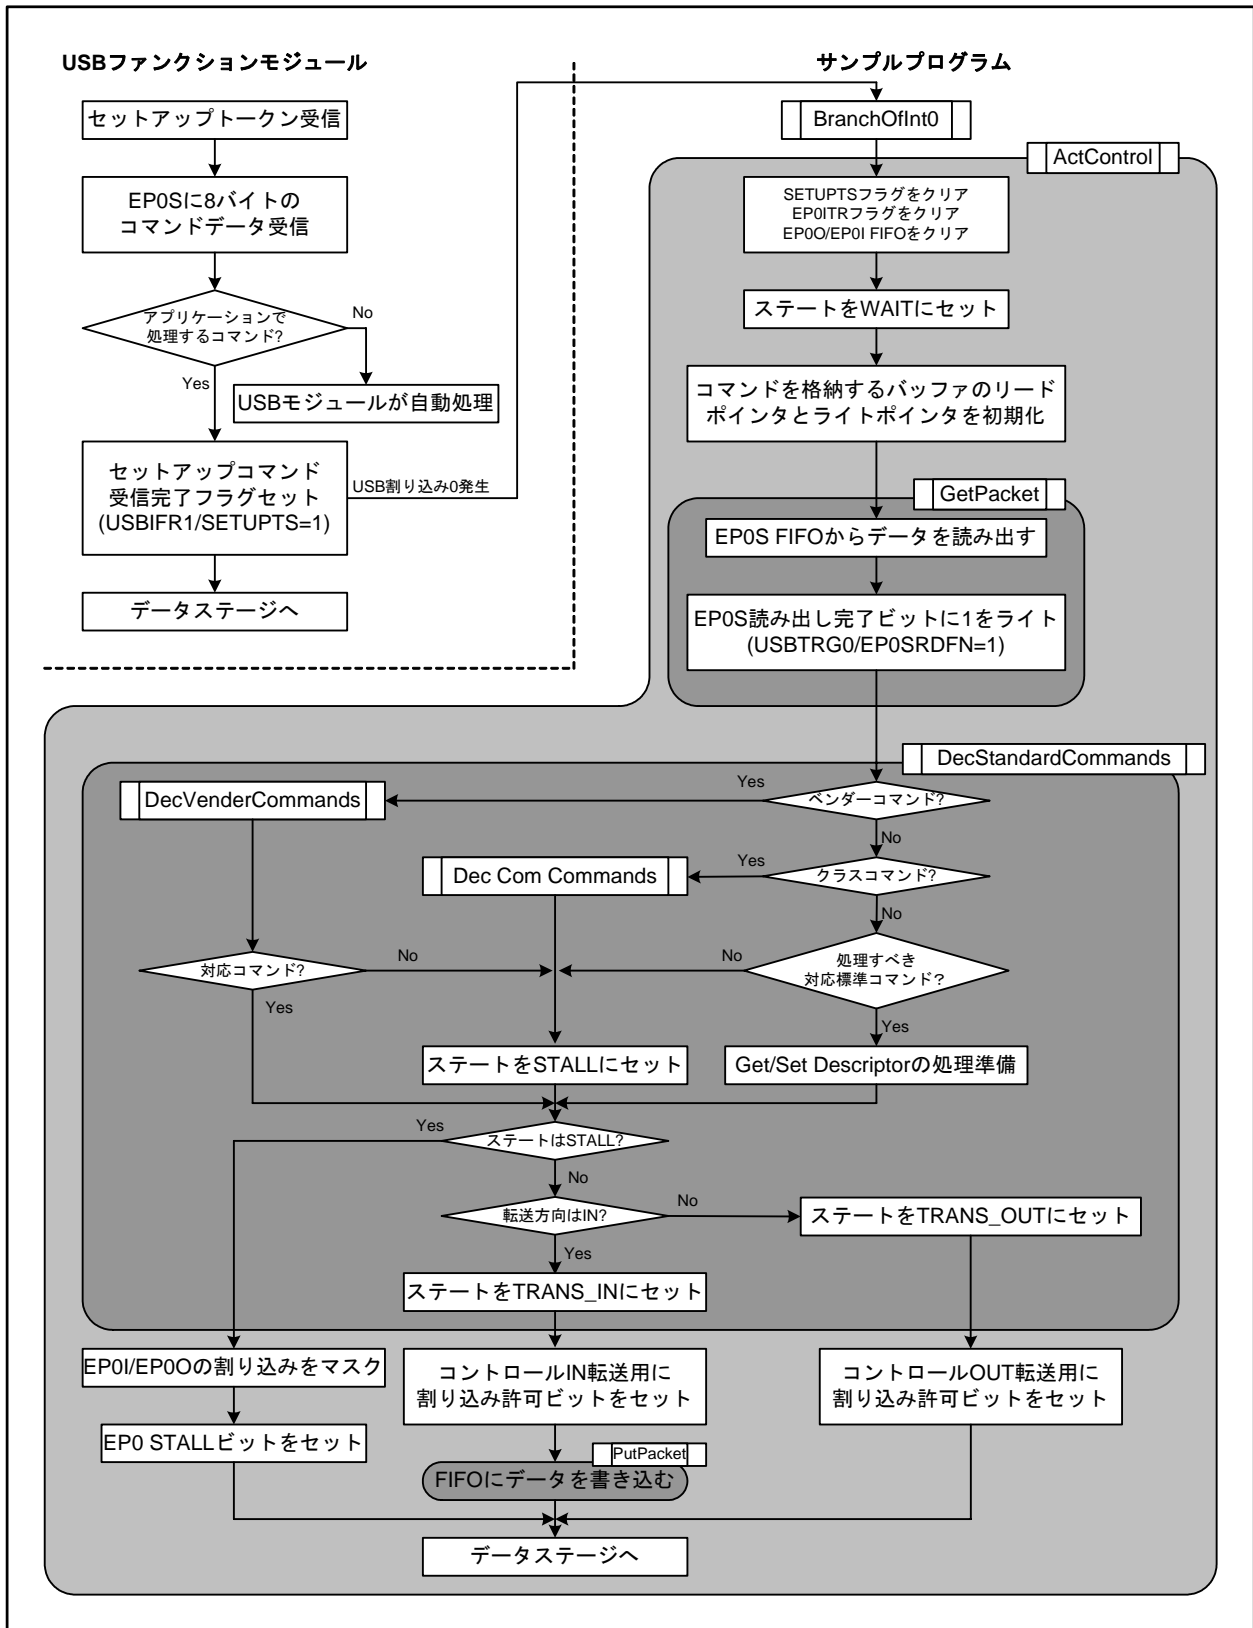 USBファンクションモジュール
セットアップトークン受信
EP0Sに8バイトの
コマンドデータ受信
アプリケーションで
処理するコマンド?
No
Yes
USBモジュールが自動処理
セットアップコマンド
受信完了フラグセット
(USBIFR1/SETUPTS=1)
USB割り込み0発生
データステージへ
サンプルプログラム
BranchOfInt0
ActControl
SETUPTSフラグをクリア
EP0ITRフラグをクリア
EP0O/EP0I FIFOをクリア
ステートをWAITにセット
コマンドを格納するバッファのリード
ポインタとライトポインタを初期化
GetPacket
EP0S FIFOからデータを読み出す
EP0S読み出し完了ビットに1をライト
(USBTRG0/EP0SRDFN=1)
DecStandardCommands
ベンダーコマンド?
Yes
DecVenderCommands
No
クラスコマンド?
Yes
Dec Com Commands
No
対応コマンド?
No
Yes
処理すべき
対応標準コマンド?
No
Yes
ステートをSTALLにセット
Get/Set Descriptorの処理準備
ステートはSTALL?
Yes
No
転送方向はIN?
No
Yes
ステートをTRANS_OUTにセット
ステートをTRANS_INにセット
EP0I/EP0Oの割り込みをマスク
EP0 STALLビットをセット
コントロールIN転送用に
割り込み許可ビットをセット
コントロールOUT転送用に
割り込み許可ビットをセット
PutPacket
FIFOにデータを書き込む
データステージへ